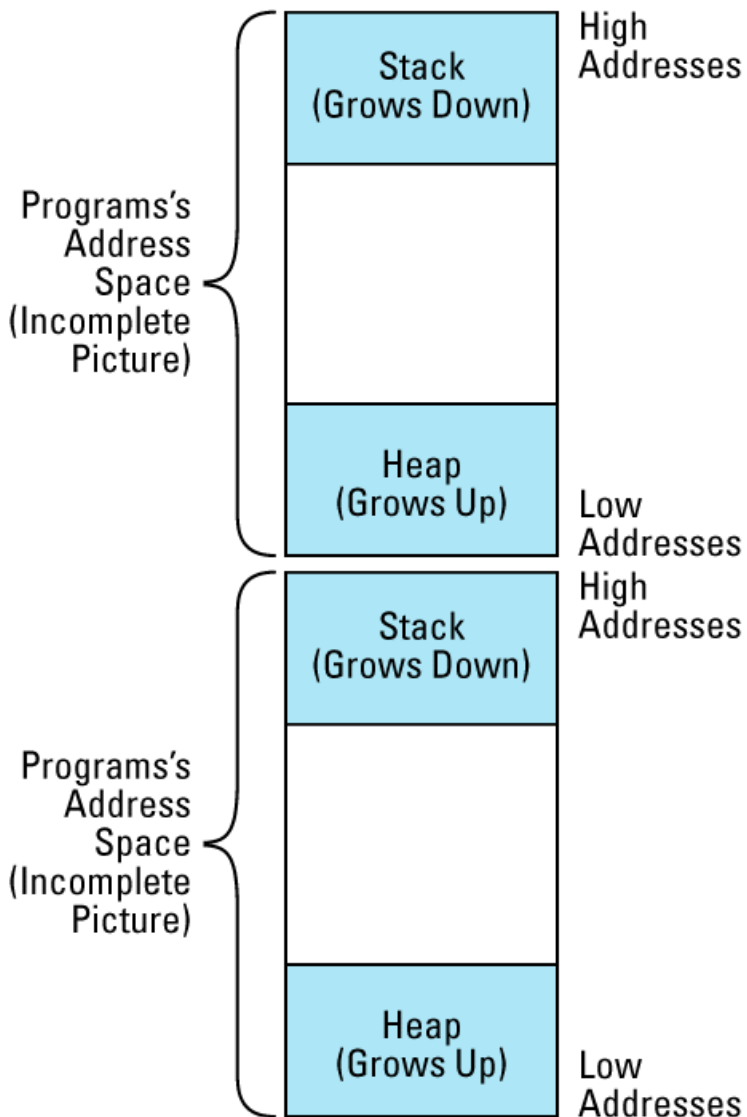 High
Addresses
Stack
(Grows Down)
Programs's
Address
Space
(Incomplete
Picture)
Heap
(Grows Up)
Low
Addresses
High
Addresses
Stack
(Grows Down)
Programs's
Address
Space
(Incomplete
Picture)
Heap
(Grows Up)
Low
Addresses